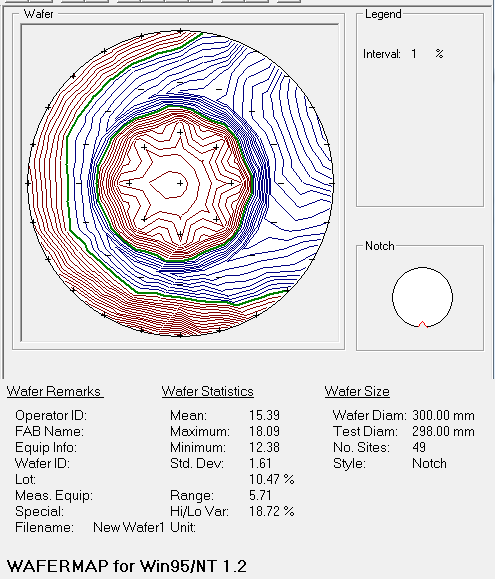 Wafer
Legend
Interval: 1 %
Notch
Wafer Remarks
Wafer Statistics
Wafer Size
Operator ID:
Mean: 15.39
Wafer Diam: 300.00 mm
FAB Name:
Maximum: 18.09
Test Diam: 298.00 mm
Equip Info:
Minimum: 12.38
No. Sites: 49
Wafer ID:
Std. Dev: 1.61
Style: Notch
Lot:
10.47 %
Meas. Equip:
Range: 5.71
Special:
Hi/Lo Var: 18.72 %
Filename: New Wafer1
Unit:
WAFERMAP for Win95/NT 1.2